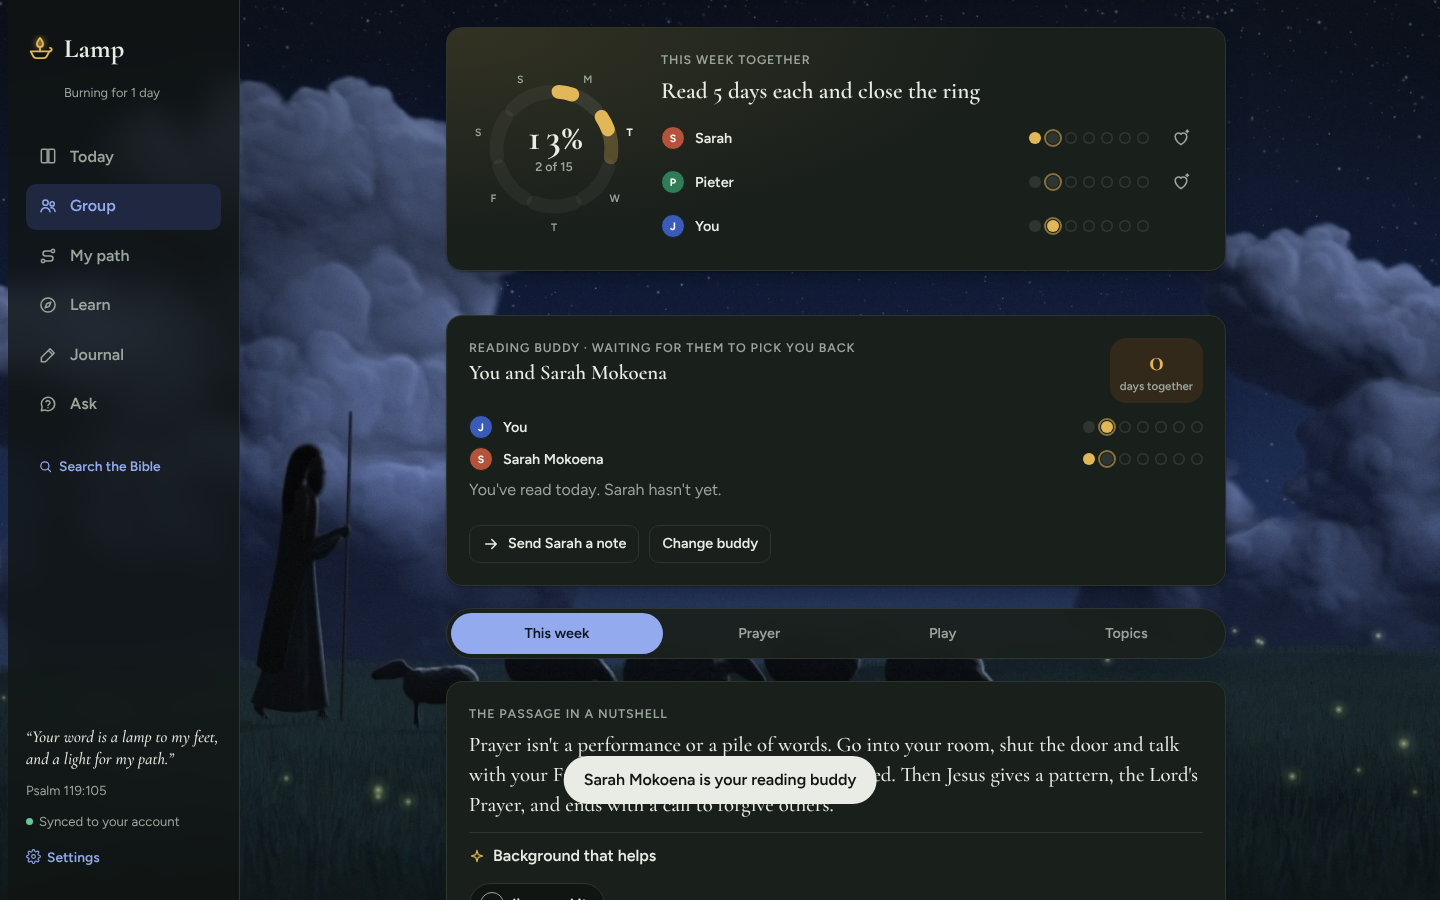 Lamp
Burning for 1 day
Today
Group
My path
Learn
Journal
Ask
Search the Bible
“Your word is a lamp to my feet,
and a light for my path.”
Psalm 119:105
Synced to your account
Settings
S M
S T
F W
T
13%
2 of 15
THIS WEEK TOGETHER
Read 5 days each and close the ring
S Sarah
P Pieter
J You
READING BUDDY · WAITING FOR THEM TO PICK YOU BACK
You and Sarah Mokoena
0
days together
J You
S Sarah Mokoena
You've read today. Sarah hasn't yet.
Send Sarah a note Change buddy
This week Prayer Play Topics
THE PASSAGE IN A NUTSHELL
Prayer isn't a performance or a pile of words. Go into your room, shut the door and talk
with your ed. Then Jesus gives a pattern, the Lord's
Prayer, and ends with a call to forgive others.
Sarah Mokoena is your reading buddy
Background that helps